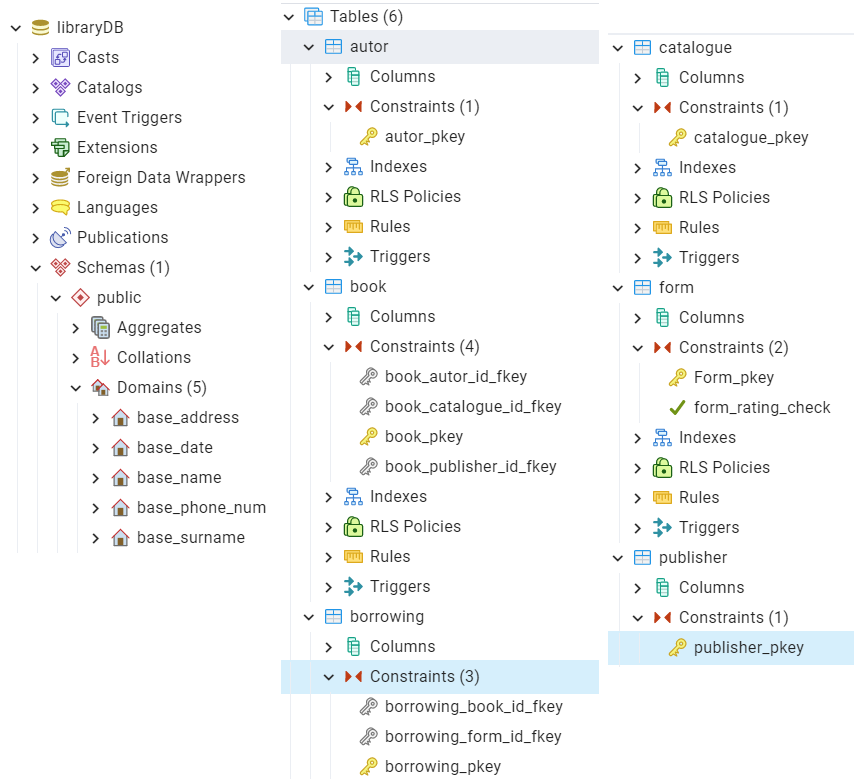 libraryDB
Casts
Catalogs
Event Triggers
Extensions
Foreign Data Wrappers
Languages
Publications
Schemas (1)
public
Aggregates
Collations
Domains (5)
base_address
base_date
base_name
base_phone_num
base_surname
Tables (6)
autor
Columns
Constraints (1)
autor_pkey
Indexes
RLS Policies
Rules
Triggers
book
Columns
Constraints (4)
book_autor_id_fkey
book_catalogue_id_fkey
book_pkey
book_publisher_id_fkey
Indexes
RLS Policies
Rules
Triggers
borrowing
Columns
Constraints (3)
borrowing_book_id_fkey
borrowing_form_id_fkey
borrowing_pkey
catalogue
Columns
Constraints (1)
catalogue_pkey
Indexes
RLS Policies
Rules
Triggers
form
Columns
Constraints (2)
Form_pkey
form_rating_check
Indexes
RLS Policies
Rules
Triggers
publisher
Columns
Constraints (1)
publisher_pkey